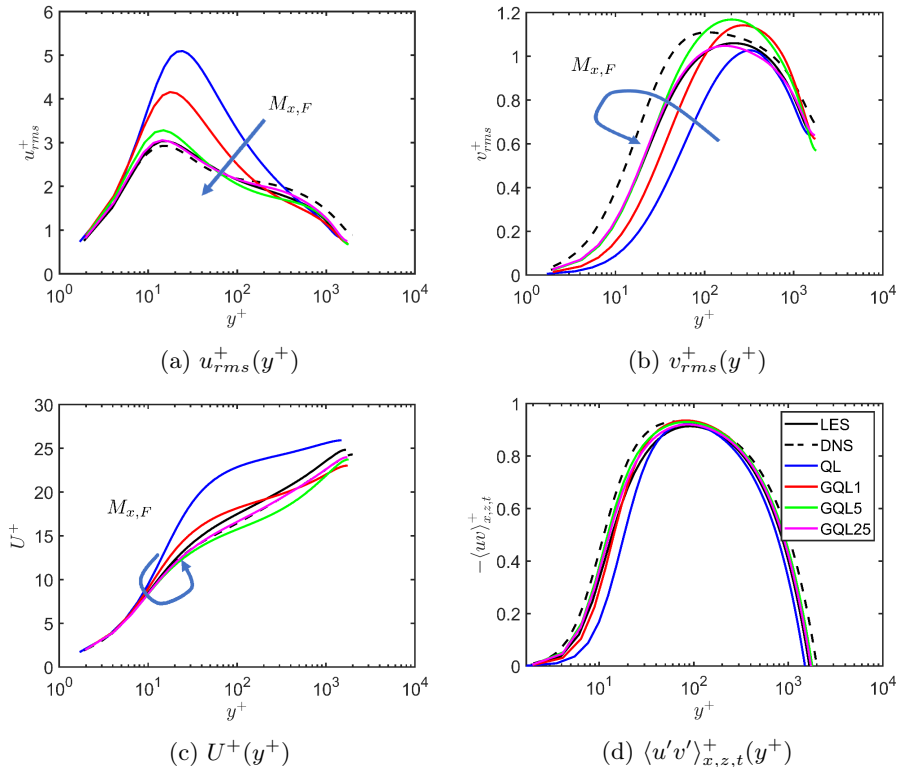 6
5
4
3
2
1
0
u⁺rms
M_{x,F}
10⁰ 10¹ 10² 10³ 10⁴
y⁺
(a) u⁺rms(y⁺)
1.2
1
0.8
0.6
0.4
0.2
0
v⁺rms
M_{x,F}
10⁰ 10¹ 10² 10³ 10⁴
y⁺
(b) v⁺rms(y⁺)
30
25
20
15
10
5
0
U⁺
M_{x,F}
10⁰ 10¹ 10² 10³ 10⁴
y⁺
(c) U⁺(y⁺)
1
0.8
0.6
0.4
0.2
0
−⟨uv⟩⁺x,z,t
LES
DNS
QL
GQL1
GQL5
GQL25
10¹ 10² 10³ 10⁴
y⁺
(d) ⟨u′v′⟩⁺x,z,t(y⁺)